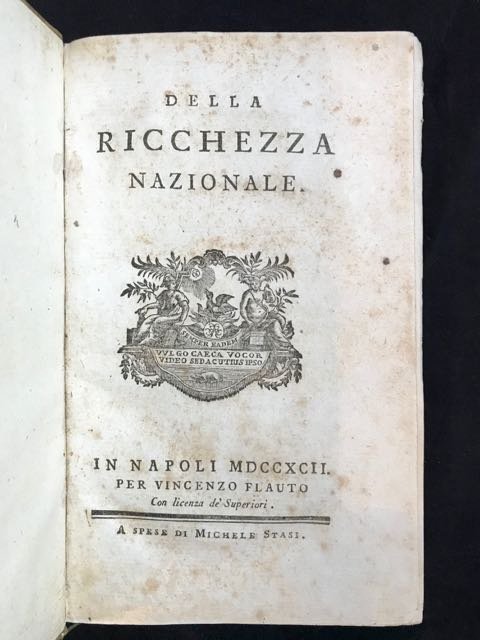 DELLA
RICCHEZZA
NAZIONALE.
SEMPER EADEM
VVLGO CAECA VOCOR
VIDEO SED ACUTIUS IPSO
IN NAPOLI MDCCXCII.
PER VINCENZO FLAUTO
Con licenza de' Superiori.
A SPESE DI MICHELE STASI.